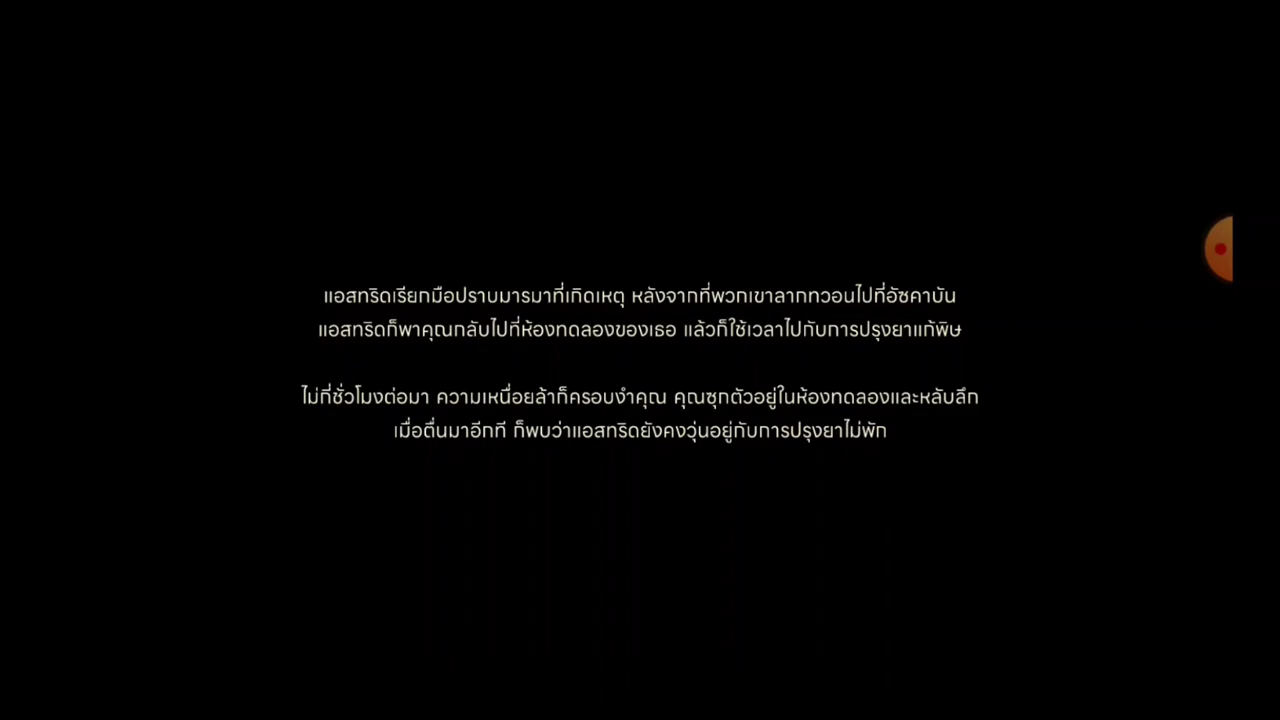 แอสทริดเรียกมือปราบมารมาที่เกิดเหตุ หลังจากที่พวกเขาลากทวอนไปที่อัซคาบัน
แอสทริดก็พาคุณกลับไปที่ห้องทดลองของเธอ แล้วก็ใช้เวลาไปกับการปรุงยาแก้พิษ
ไม่กี่ชั่วโมงต่อมา ความเหนื่อยล้าก็ครอบงำคุณ คุณซุกตัวอยู่ในห้องทดลองและหลับลึก
เมื่อตื่นมาอีกที ก็พบว่าแอสทริดยังคงวุ่นอยู่กับการปรุงยาไม่พัก